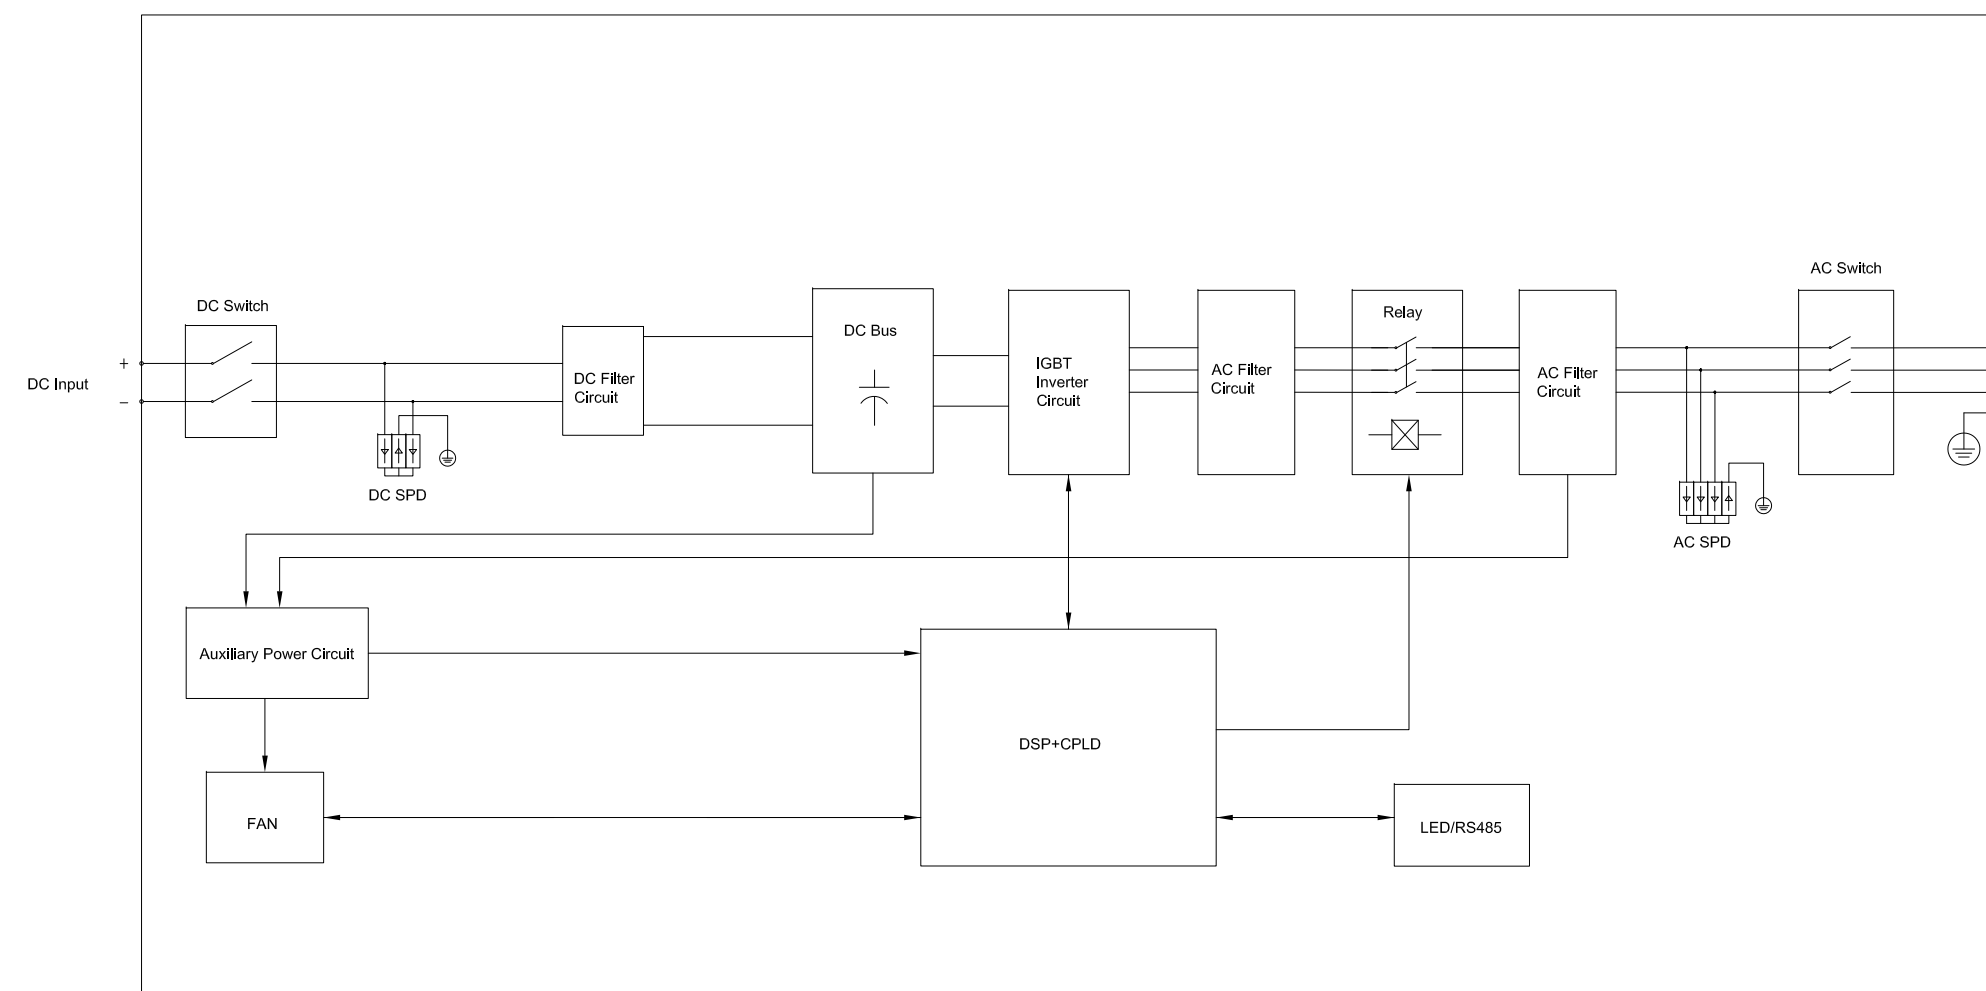 AC Switch
DC Switch
Relay
DC Bus
+
DC Input
−
DC Filter
Circuit
IGBT
Inverter
Circuit
AC Filter
Circuit
AC Filter
Circuit
DC SPD
AC SPD
Auxiliary Power Circuit
DSP+CPLD
FAN
LED/RS485